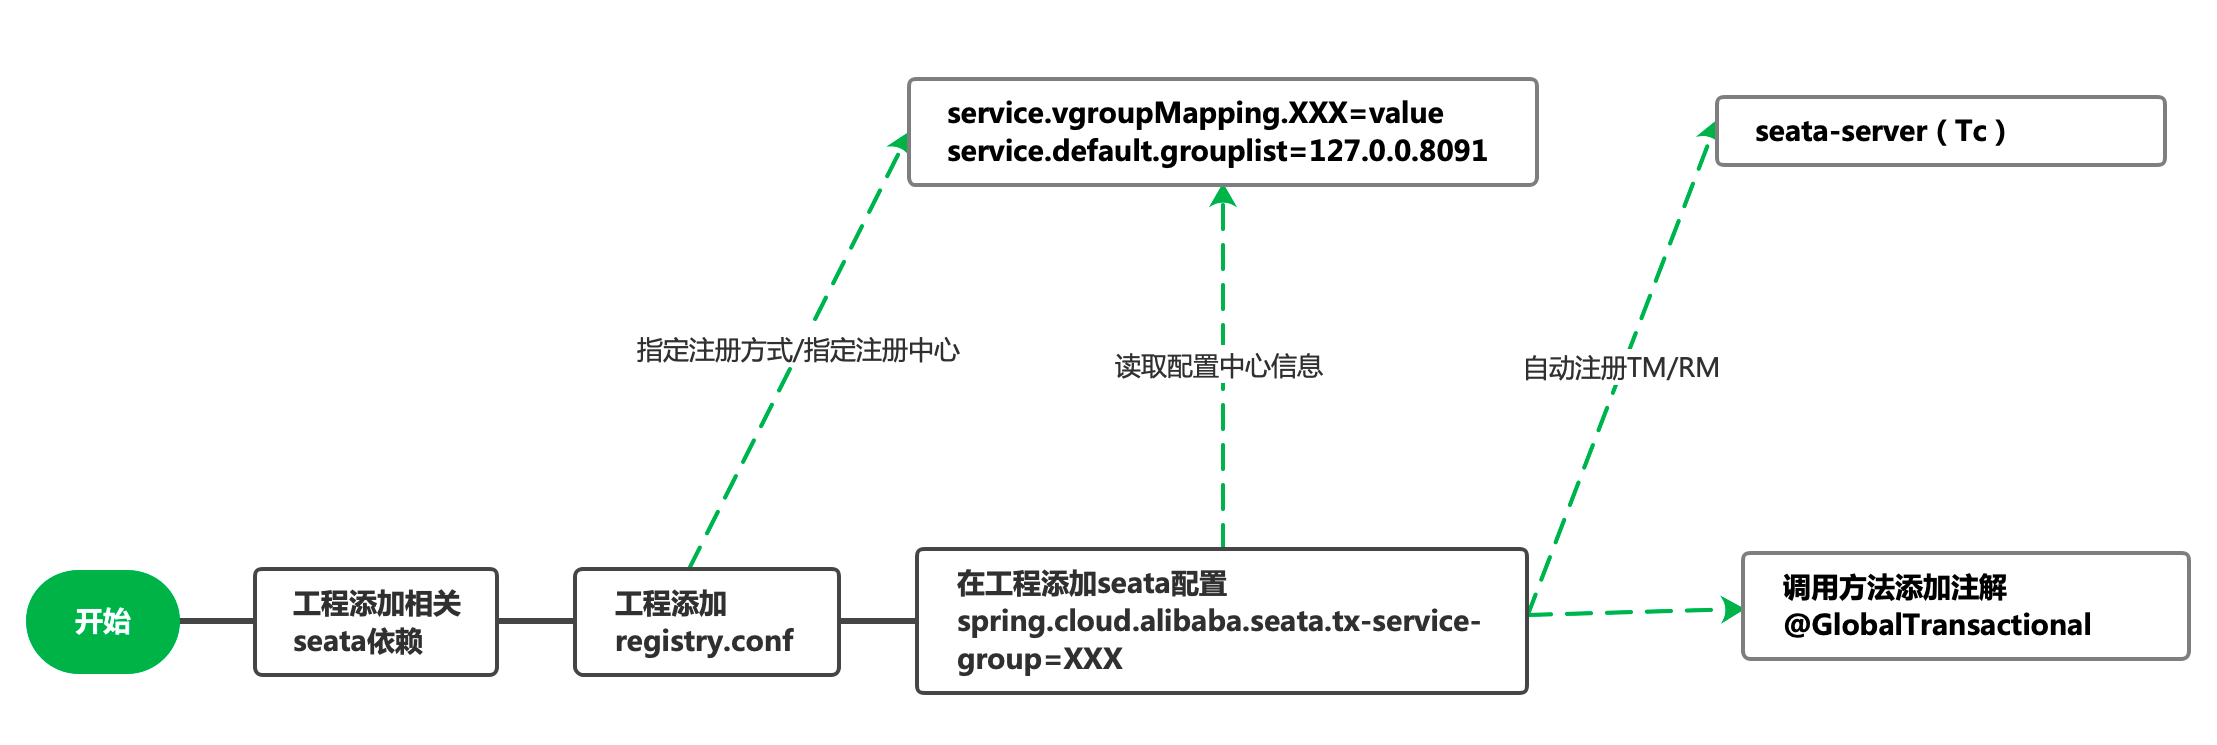 service.vgroupMapping.XXX=value
service.default.grouplist=127.0.0.8091
seata-server（Tc）
指定注册方式/指定注册中心
读取配置中心信息
自动注册TM/RM
开始
工程添加相关
seata依赖
工程添加
registry.conf
在工程添加seata配置
spring.cloud.alibaba.seata.tx-service-
group=XXX
调用方法添加注解
@GlobalTransactional